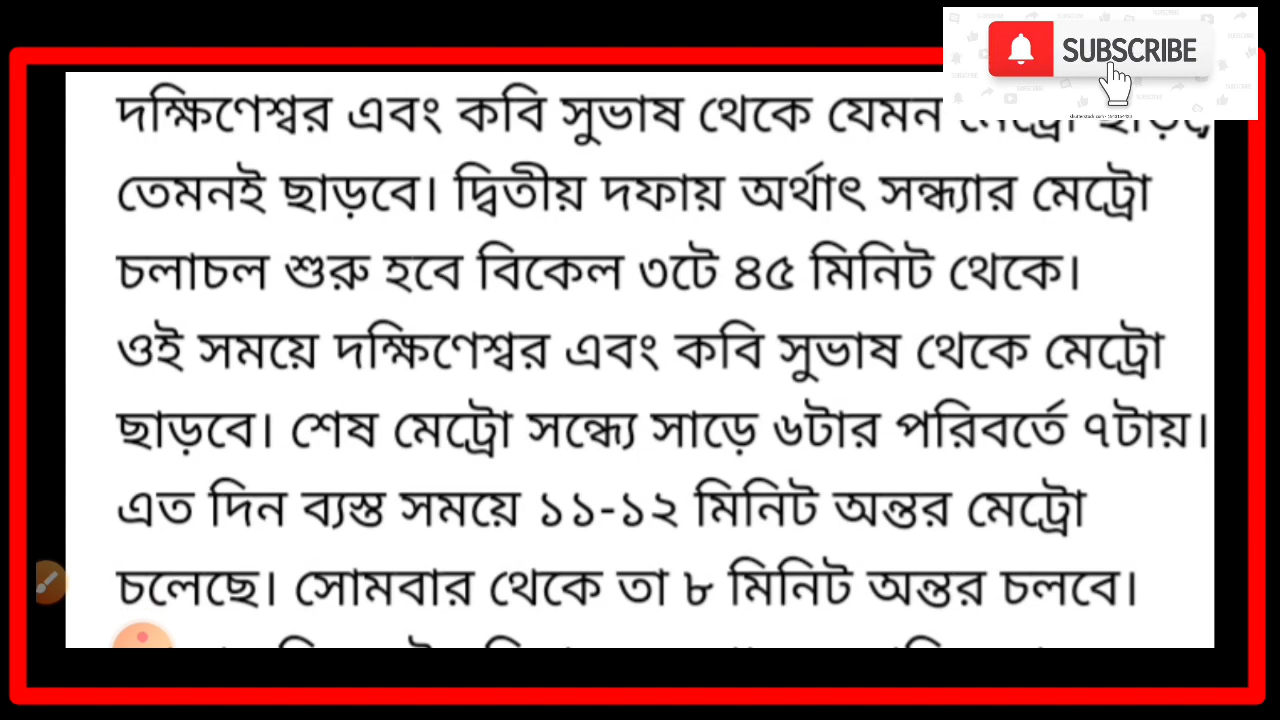 SUBSCRIBE
দক্ষিণেশ্বর এবং কবি সুভাষ থেকে যেমন
তেমনই ছাড়বে। দ্বিতীয় দফায় অর্থাৎ সন্ধ্যার মেট্রো
চলাচল শুরু হবে বিকেল ৩টে ৪৫ মিনিট থেকে।
ওই সময়ে দক্ষিণেশ্বর এবং কবি সুভাষ থেকে মেট্রো
ছাড়বে। শেষ মেট্রো সন্ধ্যে সাড়ে ৬টার পরিবর্তে ৭টায়।
এত দিন ব্যস্ত সময়ে ১১-১২ মিনিট অন্তর মেট্রো
চলেছে। সোমবার থেকে তা ৮ মিনিট অন্তর চলবে।